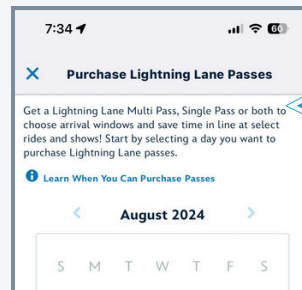 7:34
60
Purchase Lightning Lane Passes
Get a Lightning Lane Multi Pass, Single Pass or both to
choose arrival windows and save time in line at select
rides and shows! Start by selecting a day you want to
purchase Lightning Lane passes.
Learn When You Can Purchase Passes
August 2024
S M T W T F S